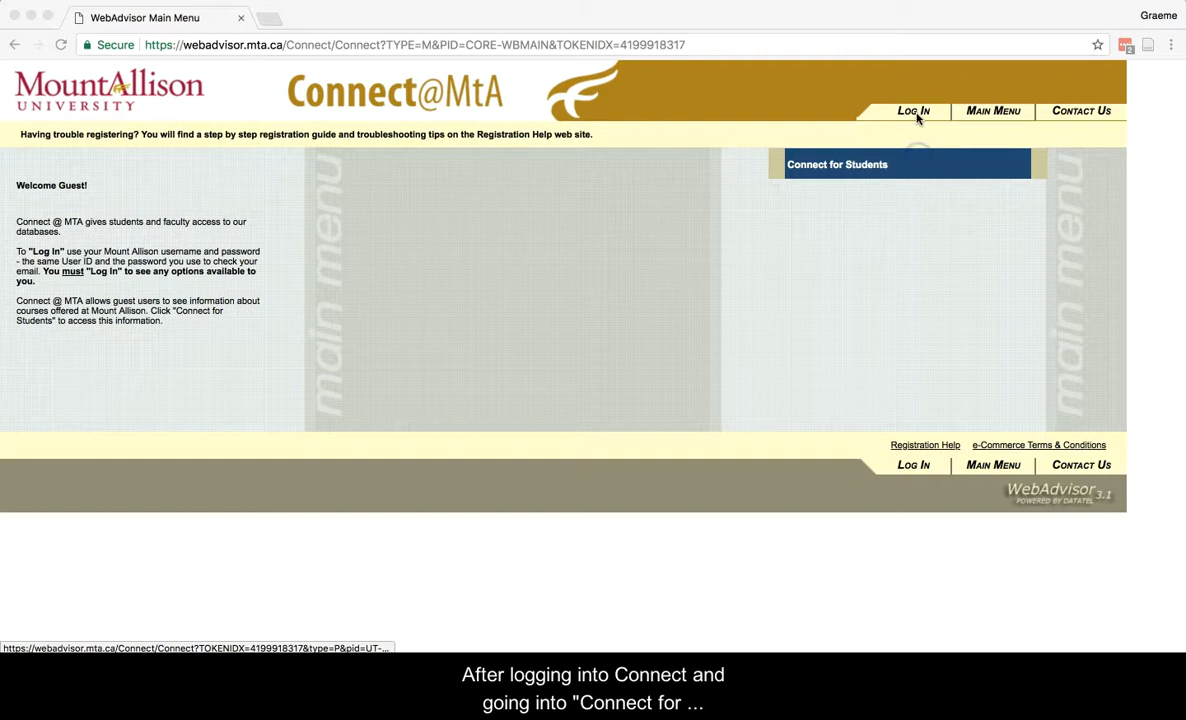 WebAdvisor Main Menu
Graeme
Secure
https://webadvisor.mta.ca/Connect/Connect?TYPE=M&PID=CORE-WBMAIN&TOKENIDX=4199918317
2
MountAllison
UNIVERSITY
Connect@MtA
LOG IN
MAIN MENU
CONTACT US
Having trouble registering? You will find a step by step registration guide and troubleshooting tips on the Registration Help web site.
Connect for Students
Welcome Guest!
Connect @ MTA gives students and faculty access to our
databases.
To "Log In" use your Mount Allison username and password
- the same User ID and the password you use to check your
email. You must "Log In" to see any options available to
you.
Connect @ MTA allows guest users to see information about
courses offered at Mount Allison. Click "Connect for
Students" to access this information.
main menu
main menu
Registration Help
e-Commerce Terms & Conditions
LOG IN
MAIN MENU
CONTACT US
WebAdvisor 3.1
POWERED BY DATATEL
https://webadvisor.mta.ca/Connect/Connect?TOKENIDX=4199918317&type=P&pid=UT-...
After logging into Connect and
going into "Connect for ...